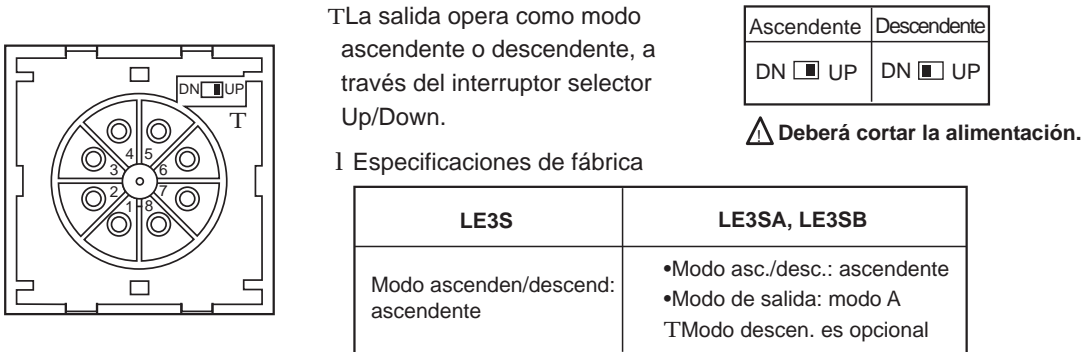 DN UP
T
4 5
3 6
2 7
1 8
TLa salida opera como modo
ascendente o descendente, a
través del interruptor selector
Up/Down.
Ascendente Descendente
DN UP DN UP
Deberá cortar la alimentación.
l Especificaciones de fábrica
LE3S LE3SA, LE3SB
Modo ascenden/descend:
ascendente
•Modo asc./desc.: ascendente
•Modo de salida: modo A
TModo descen. es opcional